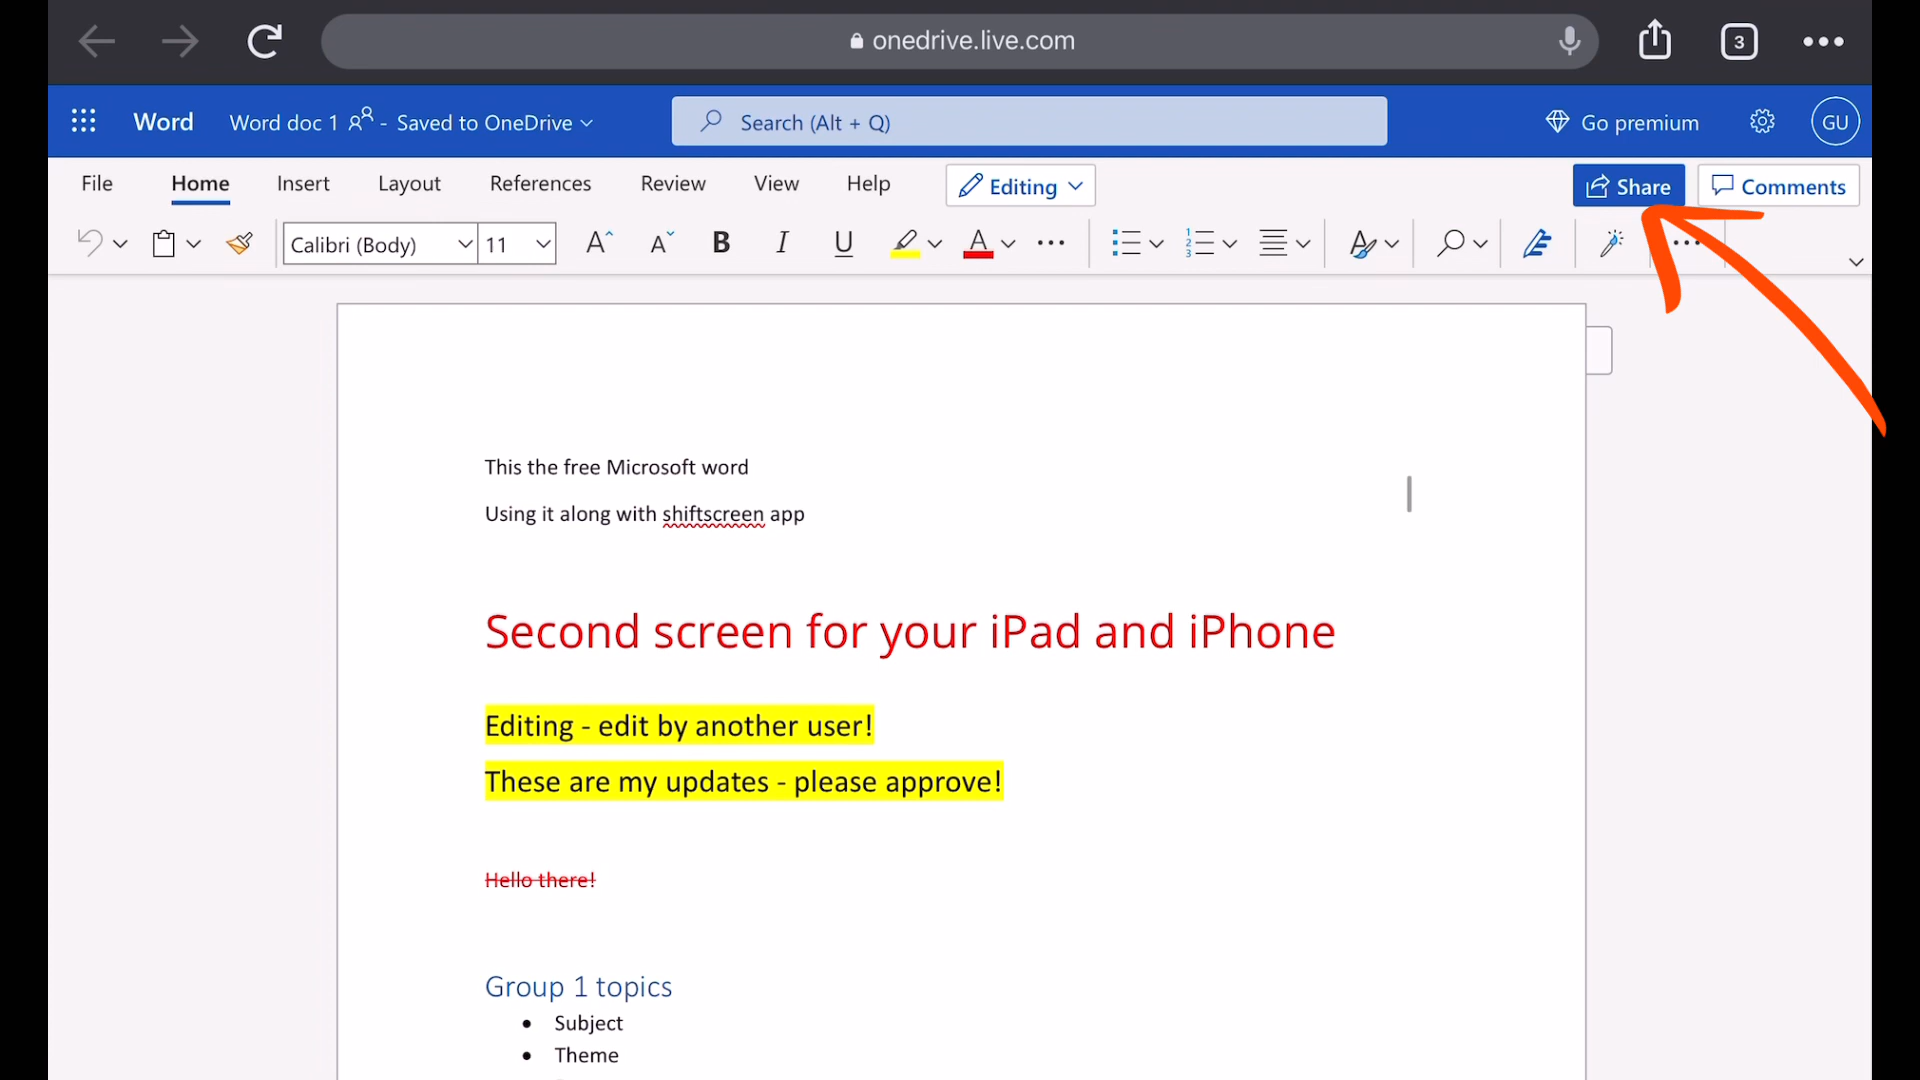 onedrive.live.com
3
Word
Word doc 1 - Saved to OneDrive
Search (Alt + Q)
Go premium
GU
File Home Insert Layout References Review View Help Editing Share Comments
Calibri (Body) 11 A A B I U A
This the free Microsoft word
Using it along with shiftscreen app
Second screen for your iPad and iPhone
Editing - edit by another user!
These are my updates - please approve!
Hello there!
Group 1 topics
• Subject
• Theme